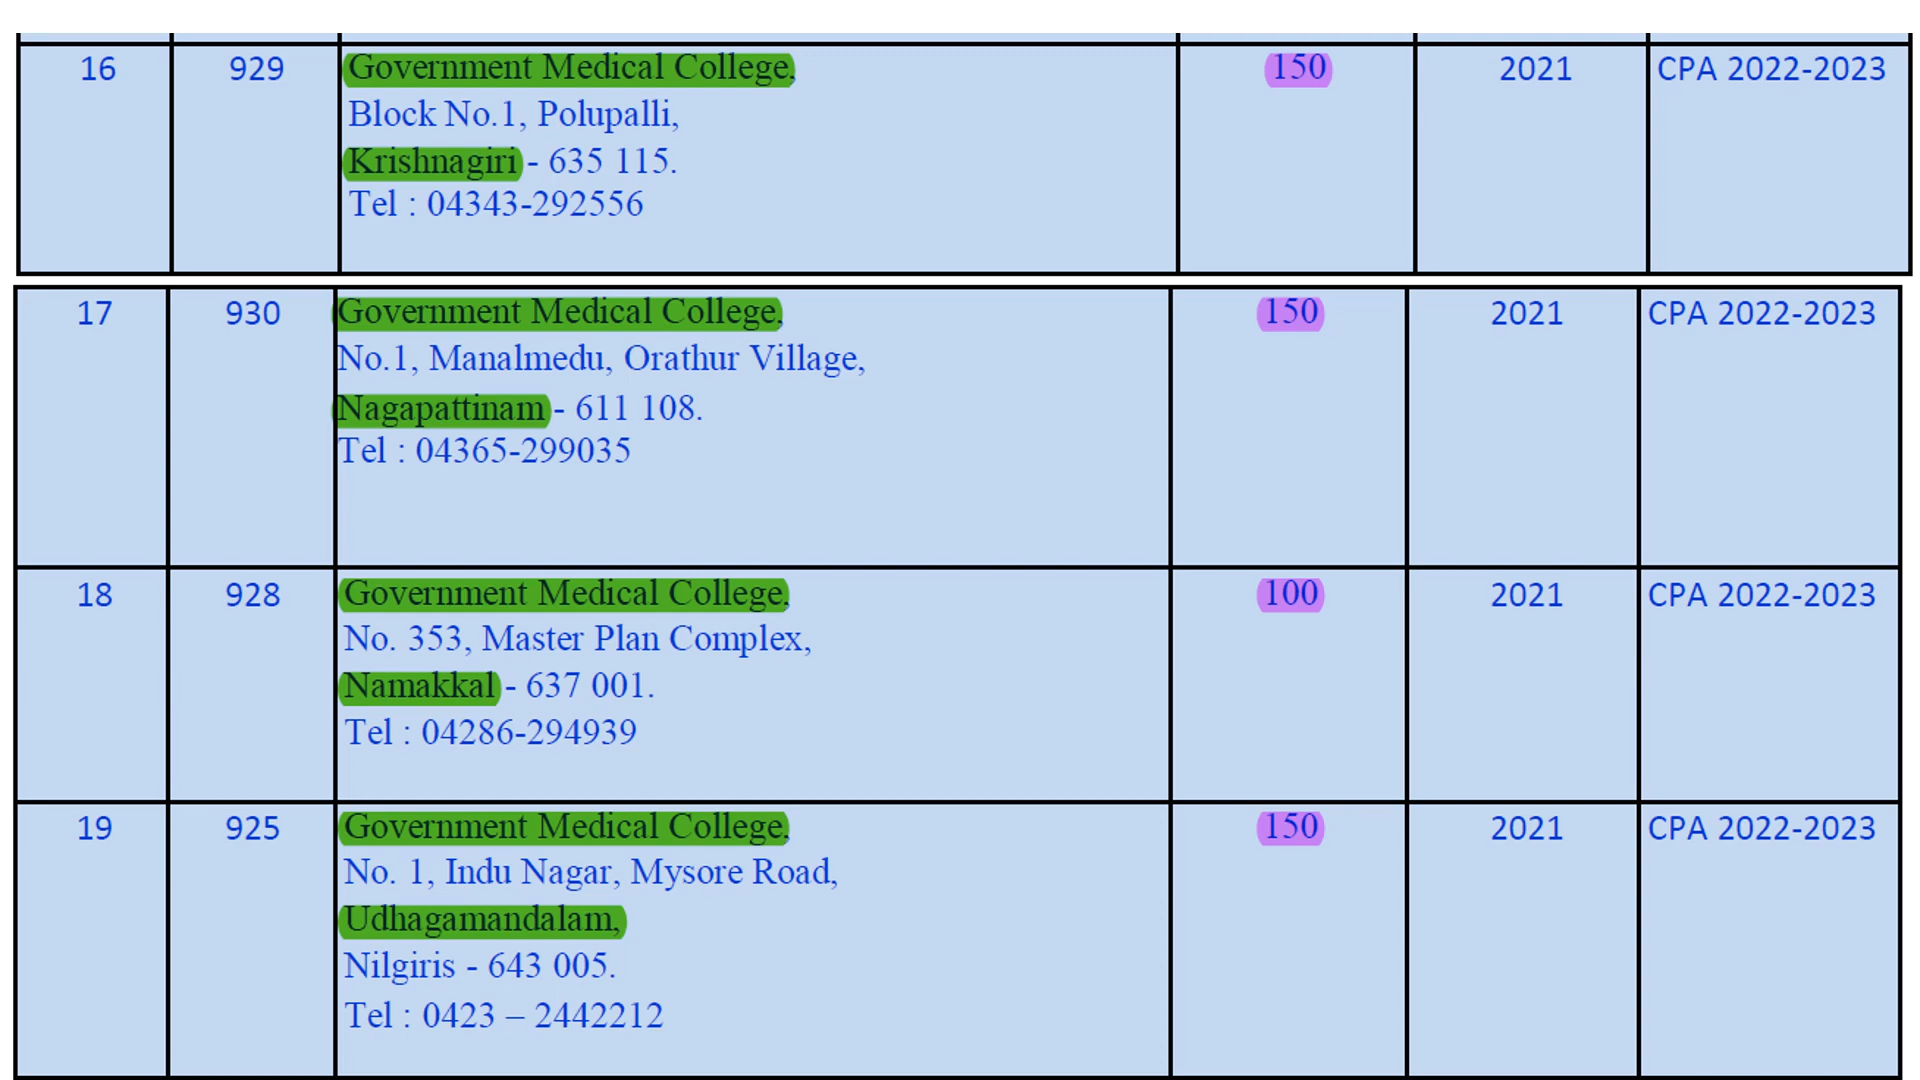 16 929 Government Medical College, 150 2021 CPA 2022-2023
Block No.1, Polupalli,
Krishnagiri - 635 115.
Tel : 04343-292556
17 930 Government Medical College, 150 2021 CPA 2022-2023
No.1, Manalmedu, Orathur Village,
Nagapattinam - 611 108.
Tel : 04365-299035
18 928 Government Medical College, 100 2021 CPA 2022-2023
No. 353, Master Plan Complex,
Namakkal - 637 001.
Tel : 04286-294939
19 925 Government Medical College, 150 2021 CPA 2022-2023
No. 1, Indu Nagar, Mysore Road,
Udhagamandalam,
Nilgiris - 643 005.
Tel : 0423 – 2442212